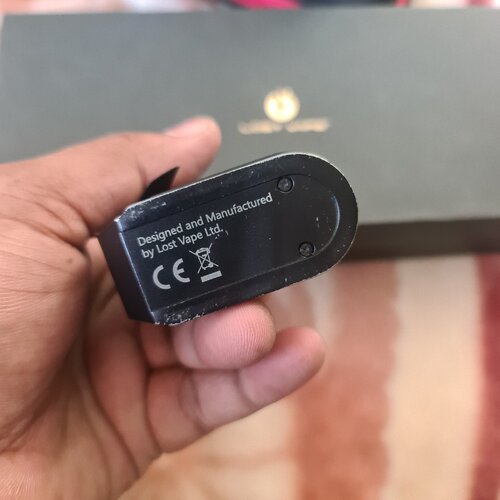 LOST VAPE
Designed and Manufactured
by Lost Vape Ltd.
CE